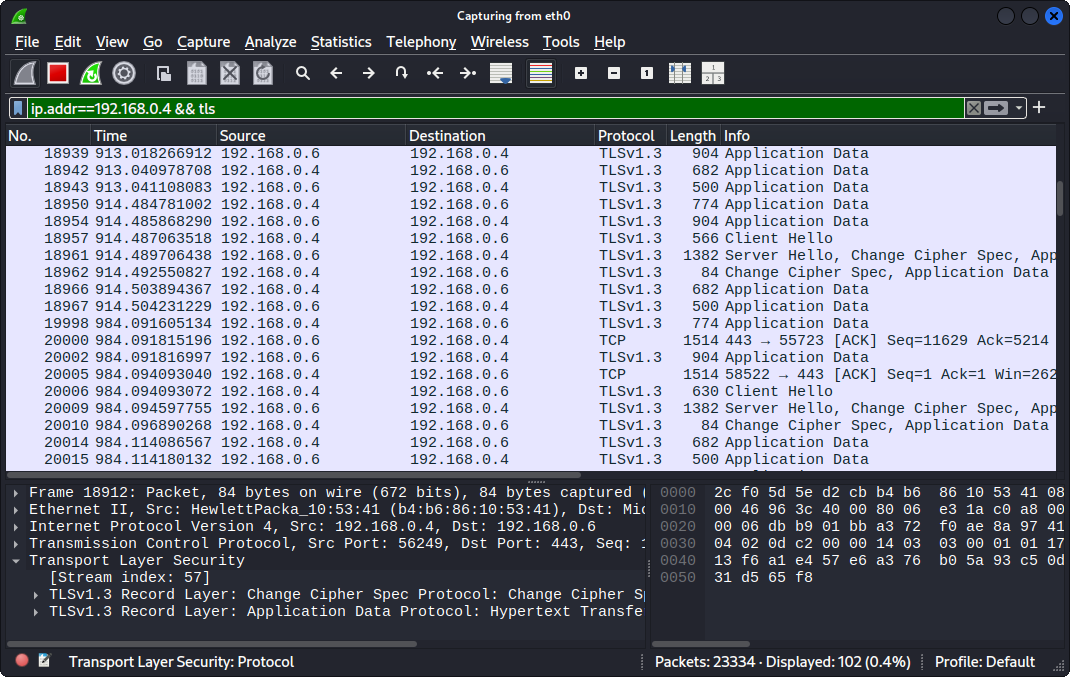 Capturing from eth0
File Edit View Go Capture Analyze Statistics Telephony Wireless Tools Help
ip.addr==192.168.0.4 && tls
No. Time Source Destination Protocol Length Info
18939 913.018266912 192.168.0.6 192.168.0.4 TLSv1.3 904 Application Data
18942 913.040978708 192.168.0.4 192.168.0.6 TLSv1.3 682 Application Data
18943 913.041108083 192.168.0.6 192.168.0.4 TLSv1.3 500 Application Data
18950 914.484781002 192.168.0.4 192.168.0.6 TLSv1.3 774 Application Data
18954 914.485868290 192.168.0.6 192.168.0.4 TLSv1.3 904 Application Data
18957 914.487063518 192.168.0.4 192.168.0.6 TLSv1.3 566 Client Hello
18961 914.489706438 192.168.0.6 192.168.0.4 TLSv1.3 1382 Server Hello, Change Cipher Spec, App
18962 914.492550827 192.168.0.4 192.168.0.6 TLSv1.3 84 Change Cipher Spec, Application Data
18966 914.503894367 192.168.0.4 192.168.0.6 TLSv1.3 682 Application Data
18967 914.504231229 192.168.0.6 192.168.0.4 TLSv1.3 500 Application Data
19998 984.091605134 192.168.0.4 192.168.0.6 TLSv1.3 774 Application Data
20000 984.091815196 192.168.0.6 192.168.0.4 TCP 1514 443 → 55723 [ACK] Seq=11629 Ack=5214
20002 984.091816997 192.168.0.6 192.168.0.4 TLSv1.3 904 Application Data
20005 984.094093040 192.168.0.4 192.168.0.6 TCP 1514 58522 → 443 [ACK] Seq=1 Ack=1 Win=262
20006 984.094093072 192.168.0.4 192.168.0.6 TLSv1.3 630 Client Hello
20009 984.094597755 192.168.0.6 192.168.0.4 TLSv1.3 1382 Server Hello, Change Cipher Spec, App
20010 984.096890268 192.168.0.4 192.168.0.6 TLSv1.3 84 Change Cipher Spec, Application Data
20014 984.114086567 192.168.0.4 192.168.0.6 TLSv1.3 682 Application Data
20015 984.114180132 192.168.0.6 192.168.0.4 TLSv1.3 500 Application Data
Frame 18912: Packet, 84 bytes on wire (672 bits), 84 bytes captured (
Ethernet II, Src: HewlettPacka_10:53:41 (b4:b6:86:10:53:41), Dst: Mic
Internet Protocol Version 4, Src: 192.168.0.4, Dst: 192.168.0.6
Transmission Control Protocol, Src Port: 56249, Dst Port: 443, Seq: 1
Transport Layer Security
[Stream index: 57]
TLSv1.3 Record Layer: Change Cipher Spec Protocol: Change Cipher Sp
TLSv1.3 Record Layer: Application Data Protocol: Hypertext Transfe
0000 2c f0 5d 5e d2 cb b4 b6 86 10 53 41 08
0010 00 46 96 3c 40 00 80 06 e3 1a c0 a8 00
0020 00 06 db b9 01 bb a3 72 f0 ae 8a 97 41
0030 04 02 0d c2 00 00 14 03 03 00 01 01 17
0040 13 f6 a1 e4 57 e6 a3 76 b0 5a 93 c5 0d
0050 31 d5 65 f8
Transport Layer Security: Protocol
Packets: 23334 · Displayed: 102 (0.4%)
Profile: Default